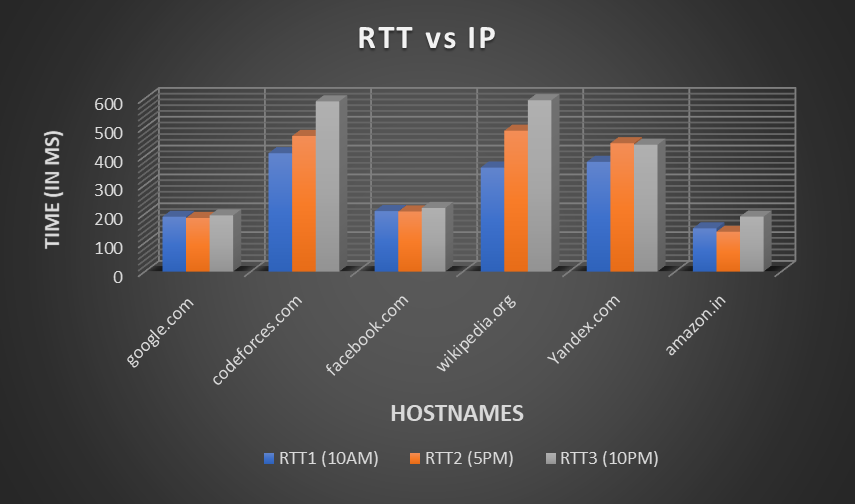 RTT vs IP
TIME (IN MS)
600
500
400
300
200
100
0
google.com
codeforces.com
facebook.com
wikipedia.org
Yandex.com
amazon.in
HOSTNAMES
RTT1 (10AM) RTT2 (5PM) RTT3 (10PM)